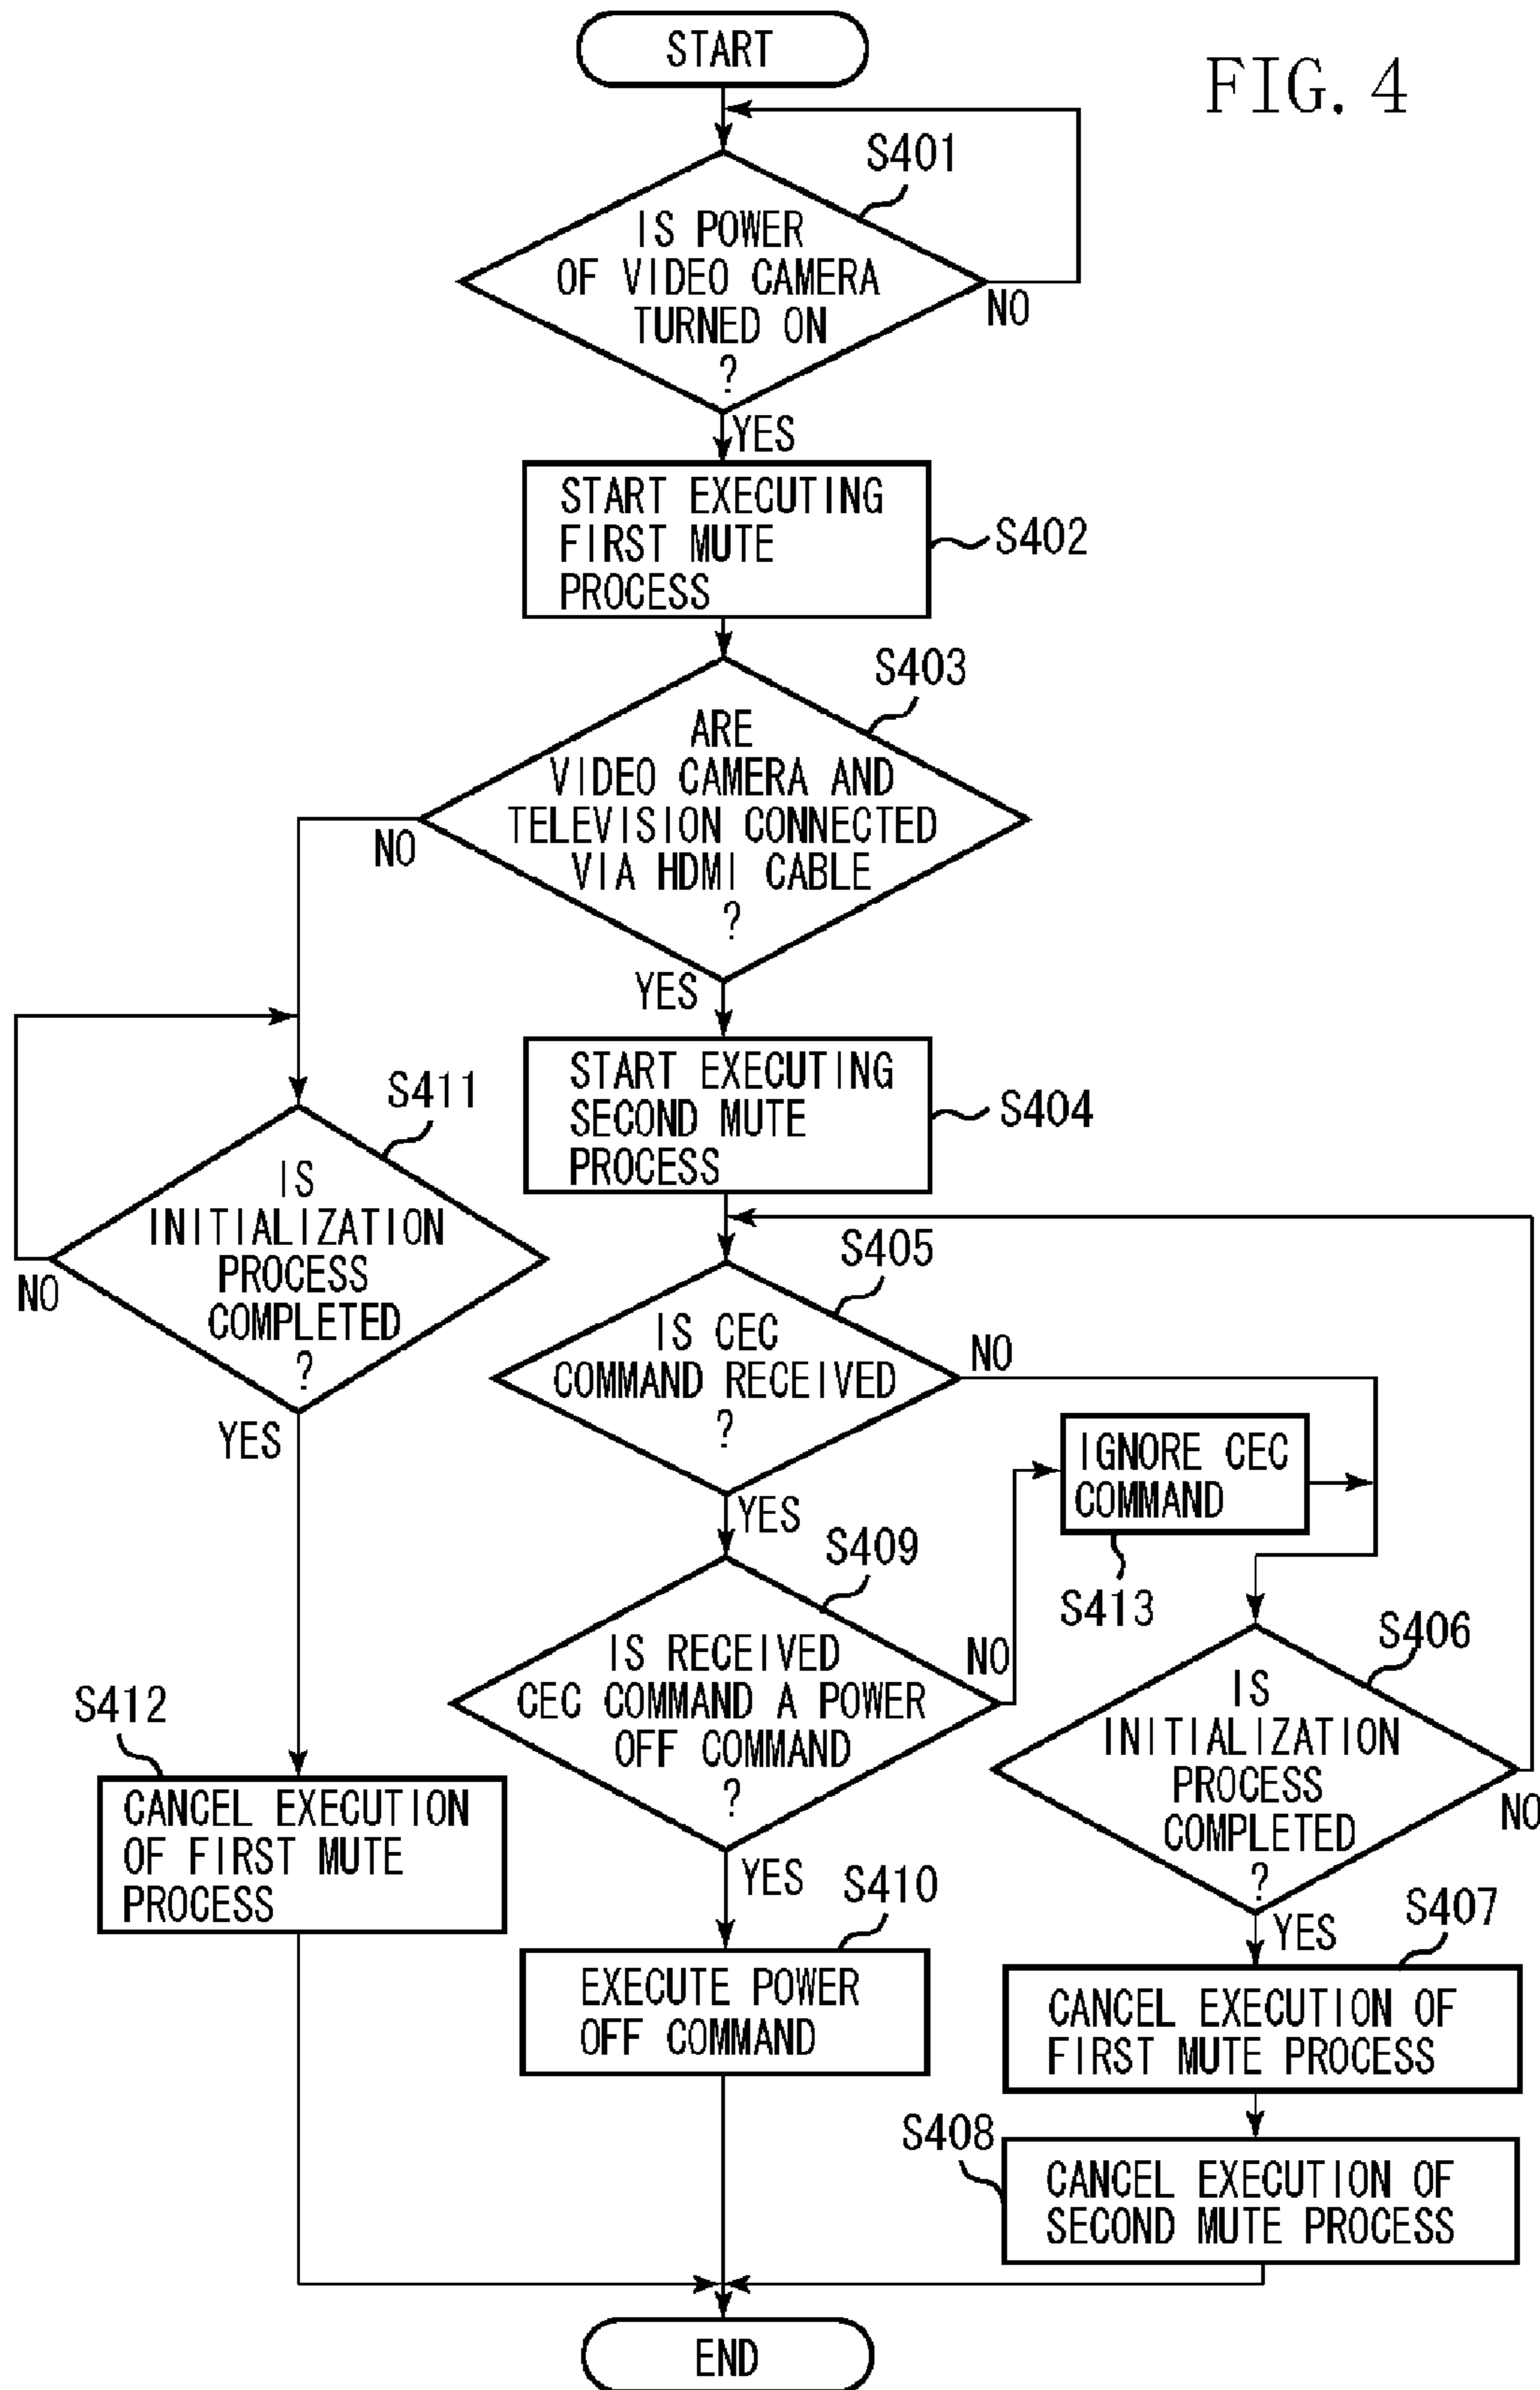 START
FIG. 4
S401
IS POWER
OF VIDEO CAMERA
TURNED ON
?
NO
YES
START EXECUTING
FIRST MUTE
PROCESS
S402
S403
ARE
VIDEO CAMERA AND
TELEVISION CONNECTED
VIA HDMI CABLE
?
NO
YES
START EXECUTING
SECOND MUTE
PROCESS
S404
S411
IS
INITIALIZATION
PROCESS
COMPLETED
?
NO
YES
S405
IS CEC
COMMAND RECEIVED
?
NO
YES
IGNORE CEC
COMMAND
S413
S409
IS RECEIVED
CEC COMMAND A POWER
OFF COMMAND
?
NO
YES
S406
IS
INITIALIZATION
PROCESS
COMPLETED
?
NO
YES
S412
CANCEL EXECUTION
OF FIRST MUTE
PROCESS
S410
EXECUTE POWER
OFF COMMAND
S407
CANCEL EXECUTION OF
FIRST MUTE PROCESS
S408
CANCEL EXECUTION OF
SECOND MUTE PROCESS
END